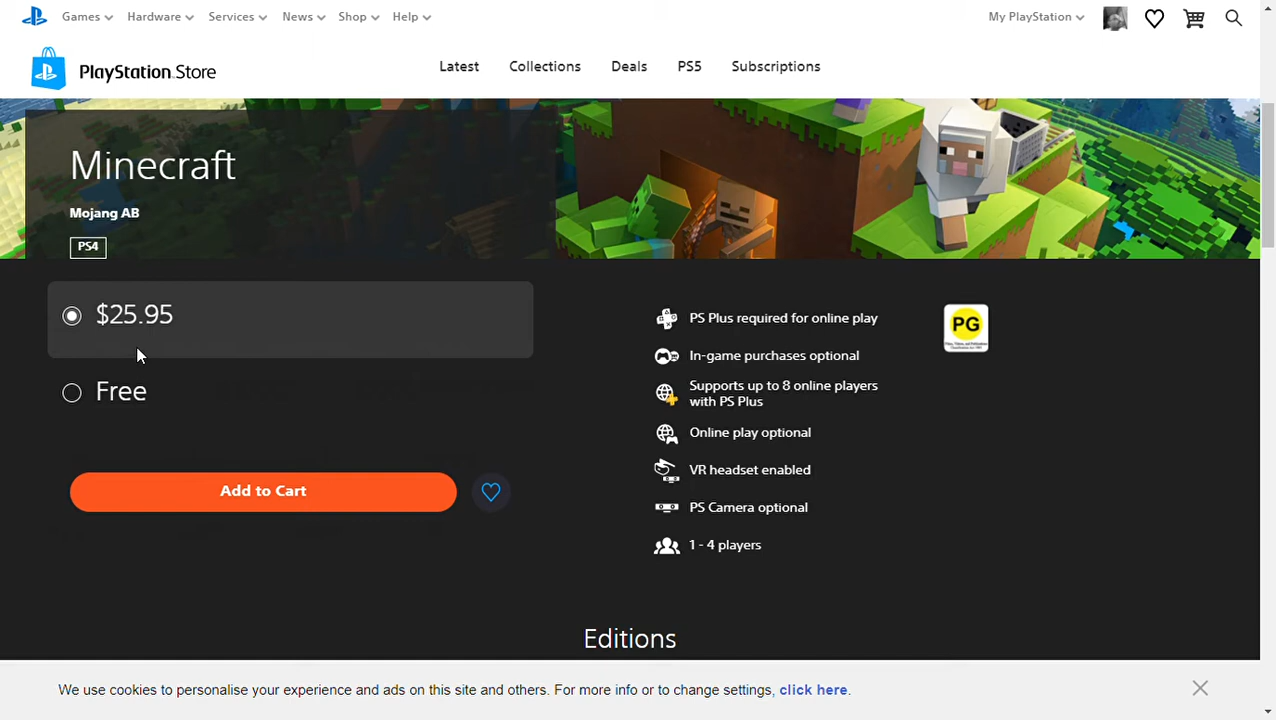 Games Hardware Services News Shop Help My PlayStation
PlayStation Store
Latest Collections Deals PS5 Subscriptions
Minecraft
Mojang AB
PS4
$25.95
Free
Add to Cart
PS Plus required for online play
In-game purchases optional
Supports up to 8 online players
with PS Plus
Online play optional
VR headset enabled
PS Camera optional
1 - 4 players
PG
Editions
We use cookies to personalise your experience and ads on this site and others. For more info or to change settings, click here.